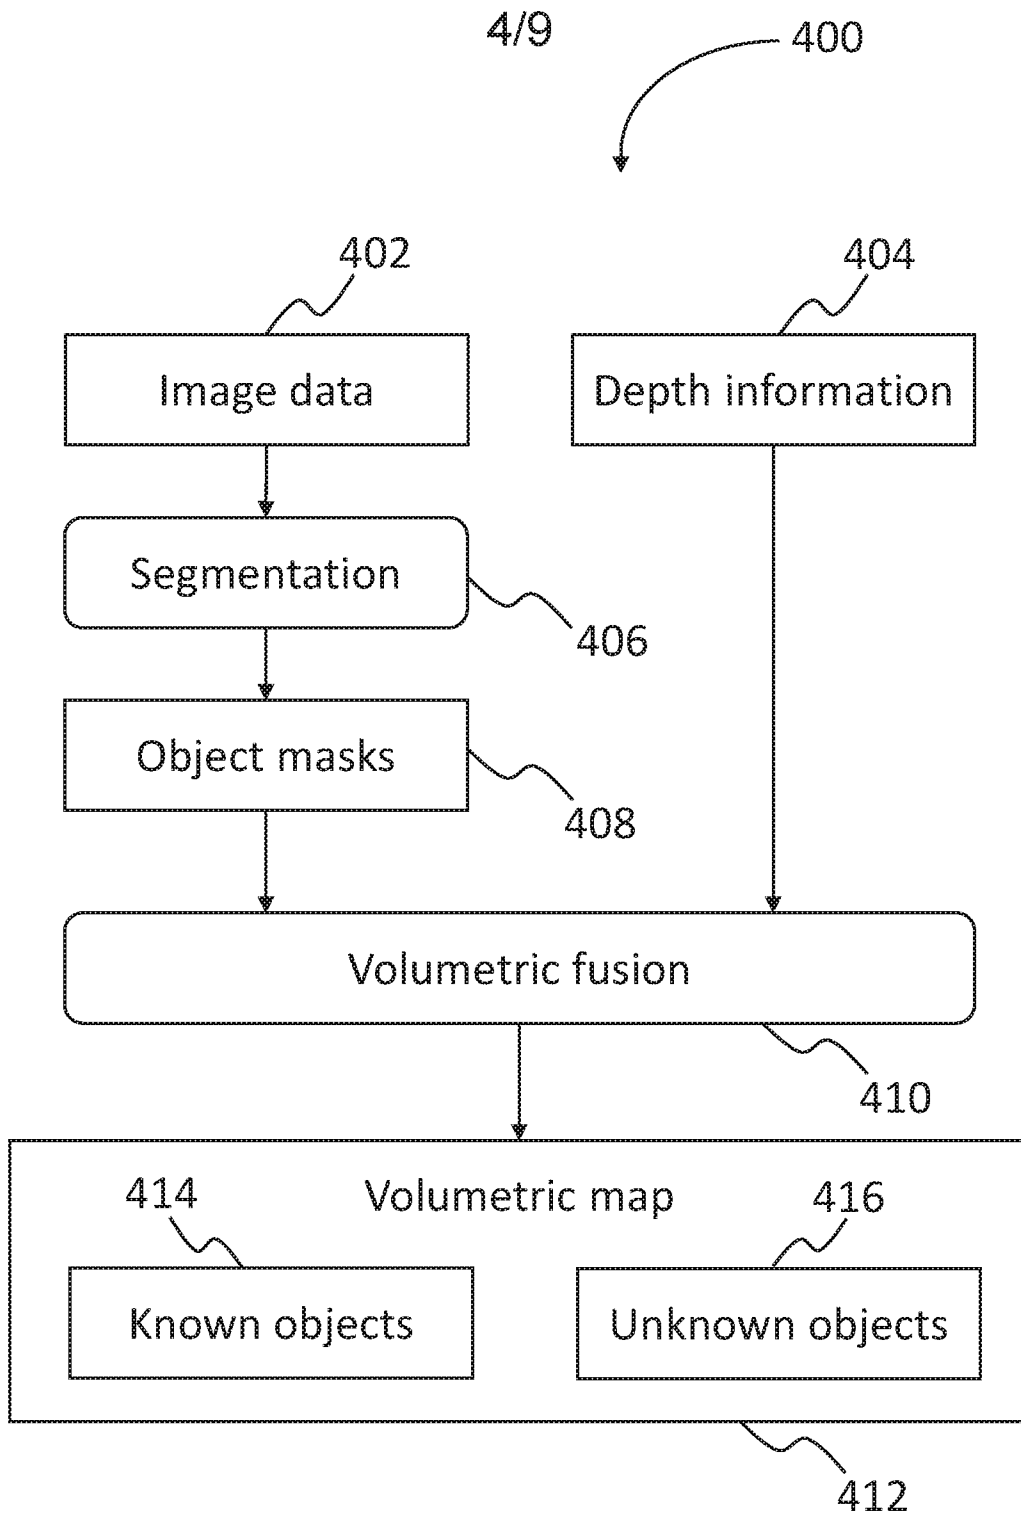 4/9
400
402
404
Image data
Depth information
Segmentation
406
Object masks
408
Volumetric fusion
410
414
Volumetric map
416
Known objects
Unknown objects
412